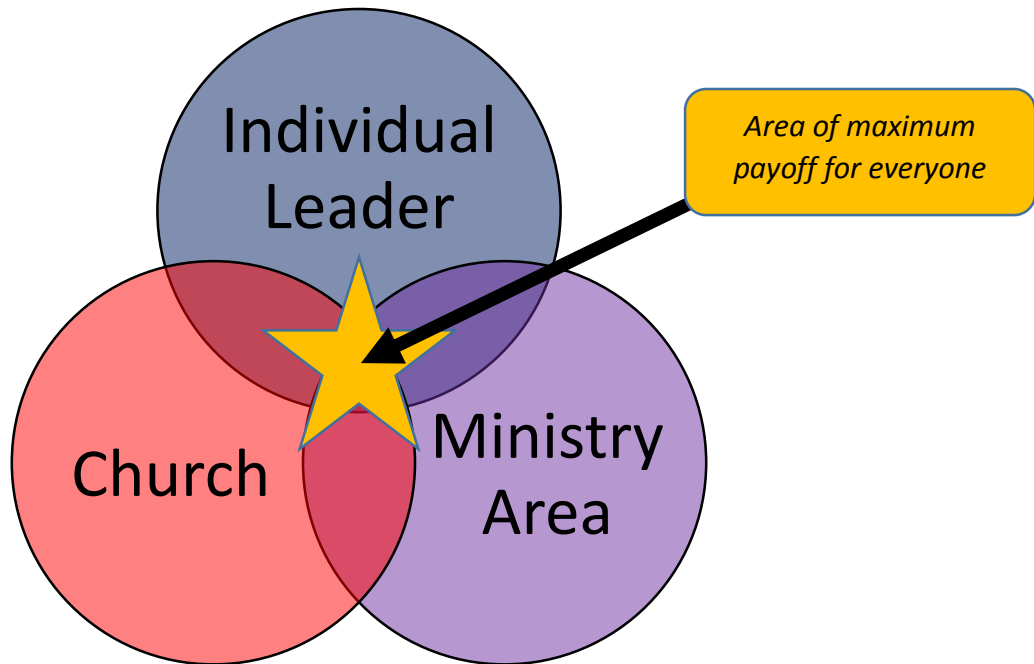 Individual
Leader
Area of maximum
payoff for everyone
Church
Ministry
Area